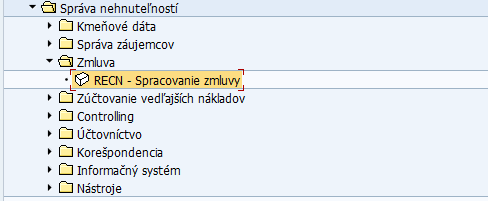 Správa nehnuteľností
Kmeňové dáta
Správa záujemcov
Zmluva
RECN - Spracovanie zmluvy
Zúčtovanie vedľajších nákladov
Controlling
Účtovníctvo
Korešpondencia
Informačný systém
Nástroje